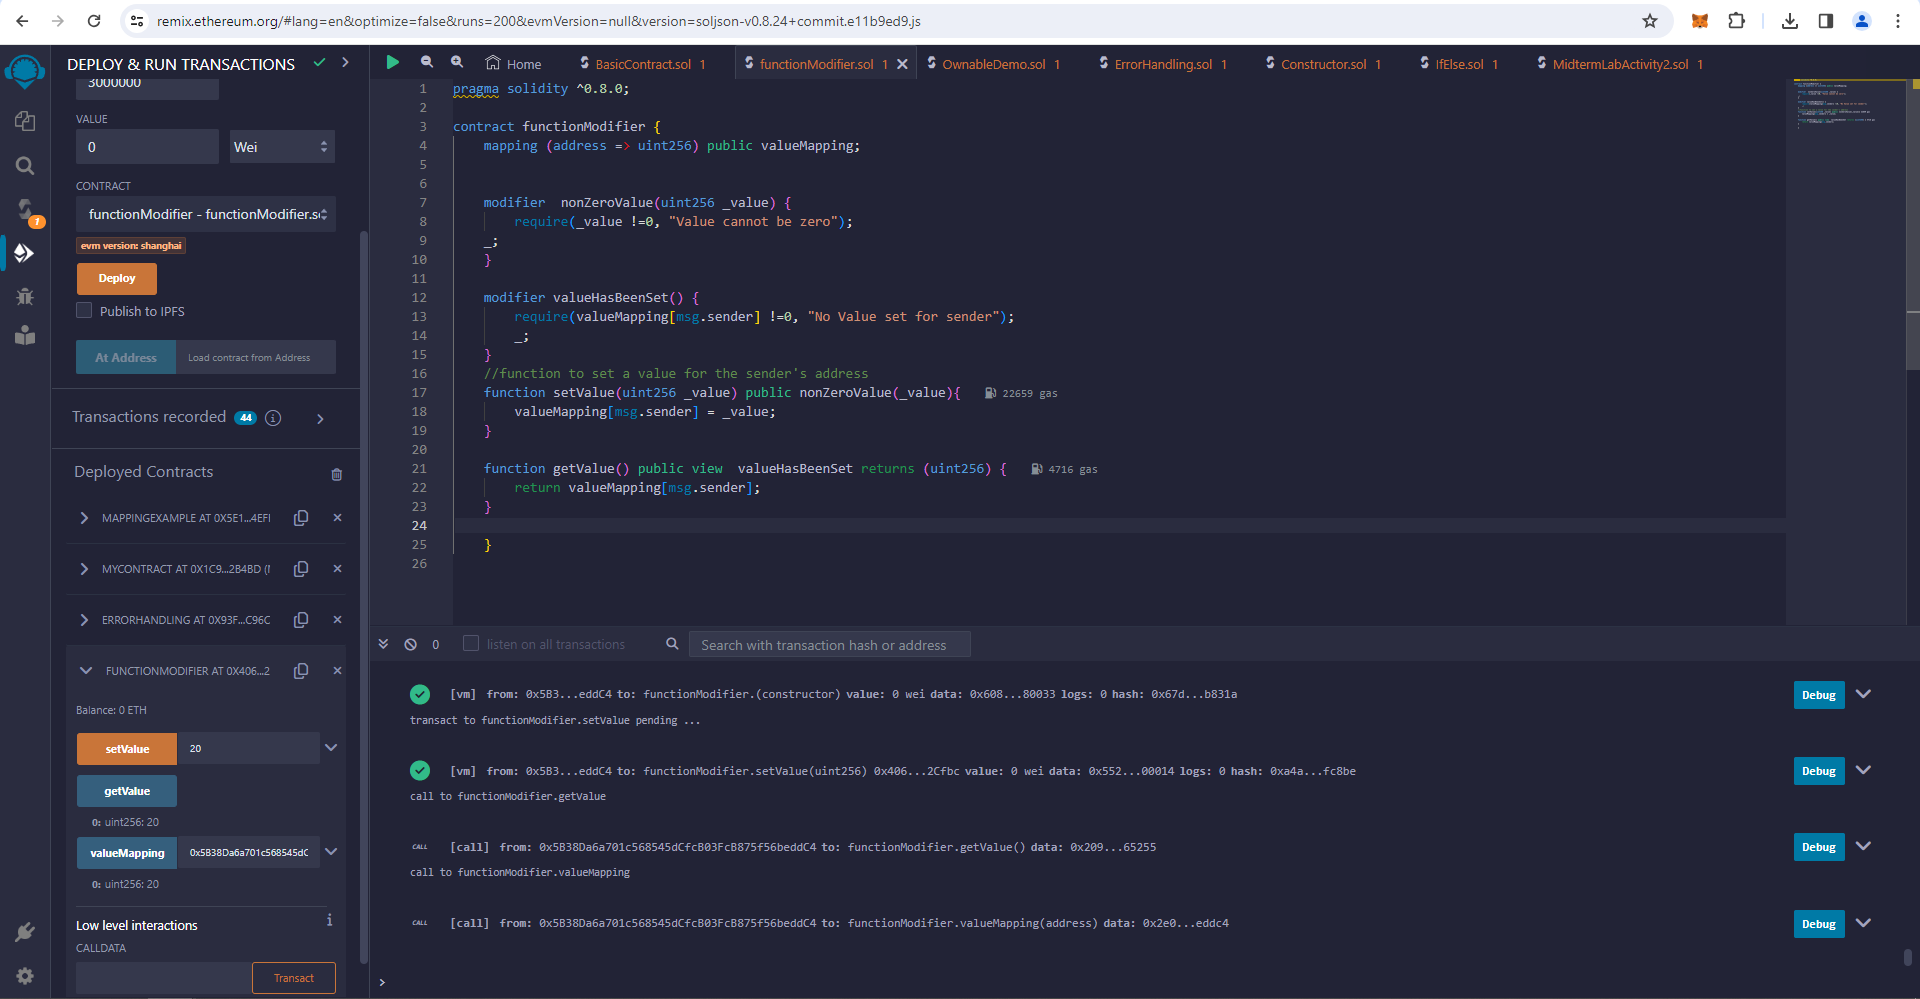 remix.ethereum.org/#lang=en&optimize=false&runs=200&evmVersion=null&version=soljson-v0.8.24+commit.e11b9ed9.js
DEPLOY & RUN TRANSACTIONS
3000000
VALUE
0
Wei
CONTRACT
functionModifier - functionModifier.s
evm version: shanghai
Deploy
Publish to IPFS
At Address
Load contract from Address
Transactions recorded 44 i
Deployed Contracts
MAPPINGEXAMPLE AT 0X5E1...4EF
MYCONTRACT AT 0X1C9...2B4BD (
ERRORHANDLING AT 0X93F...C96C
FUNCTIONMODIFIER AT 0X406...2
Balance: 0 ETH
setValue 20
getValue
0: uint256: 20
valueMapping 0x5B38Da6a701c568545dC
0: uint256: 20
Low level interactions i
CALLDATA
Transact
1
Home
BasicContract.sol 1
functionModifier.sol 1
OwnableDemo.sol 1
ErrorHandling.sol 1
Constructor.sol 1
IfElse.sol 1
MidtermLabActivity2.sol 1
1 pragma solidity ^0.8.0;
2
3 contract functionModifier {
4 mapping (address => uint256) public valueMapping;
5
6
7 modifier  nonZeroValue(uint256 _value) {
8 require(_value !=0, "Value cannot be zero");
9 _;
10 }
11
12 modifier valueHasBeenSet() {
13 require(valueMapping[msg.sender] !=0, "No Value set for sender");
14 _;
15 }
16 //function to set a value for the sender's address
17 function setValue(uint256 _value) public nonZeroValue(_value){ 22659 gas
18 valueMapping[msg.sender] = _value;
19 }
20
21 function getValue() public view  valueHasBeenSet returns (uint256) { 4716 gas
22 return valueMapping[msg.sender];
23 }
24
25 }
26
0
listen on all transactions
Search with transaction hash or address
[vm] from: 0x5B3...eddC4 to: functionModifier.(constructor) value: 0 wei data: 0x608...80033 logs: 0 hash: 0x67d...b831a
Debug
transact to functionModifier.setValue pending ...
[vm] from: 0x5B3...eddC4 to: functionModifier.setValue(uint256) 0x406...2Cfbc value: 0 wei data: 0x552...00014 logs: 0 hash: 0xa4a...fc8be
Debug
call to functionModifier.getValue
CALL [call] from: 0x5B38Da6a701c568545dCfcB03FcB875f56beddC4 to: functionModifier.getValue() data: 0x209...65255
Debug
call to functionModifier.valueMapping
CALL [call] from: 0x5B38Da6a701c568545dCfcB03FcB875f56beddC4 to: functionModifier.valueMapping(address) data: 0x2e0...eddc4
Debug
>